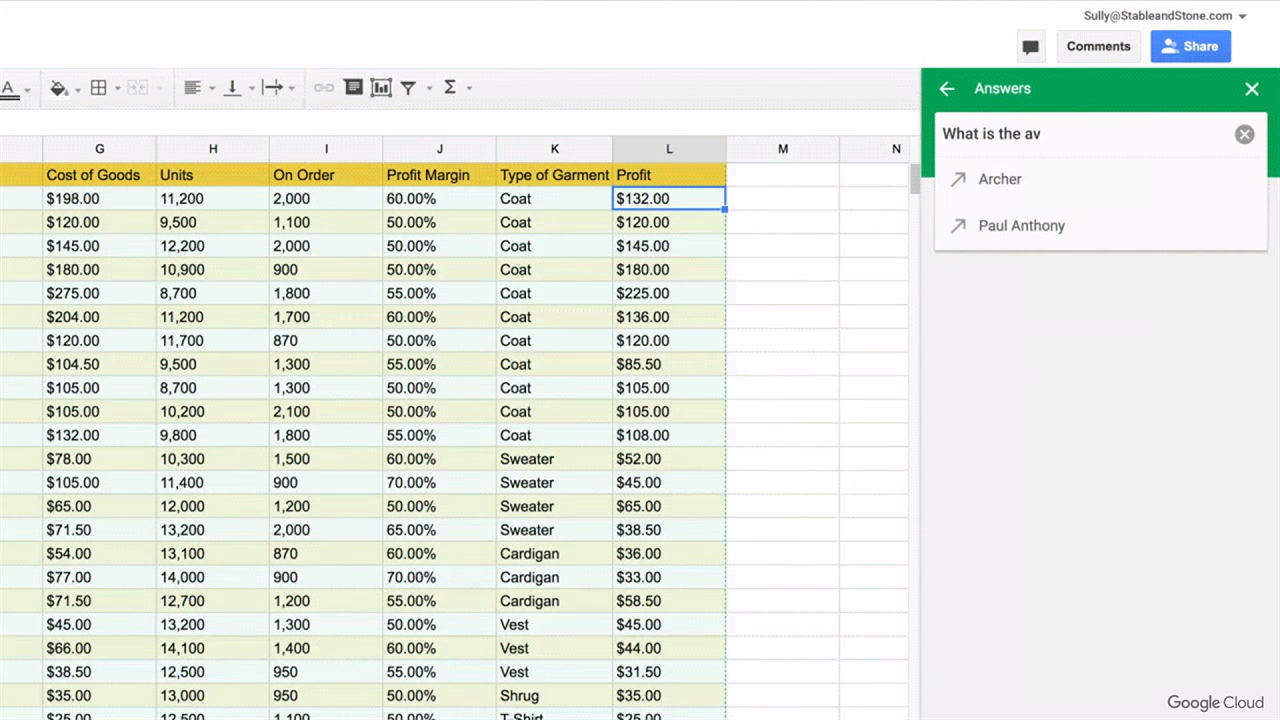 Sully@StableandStone.com
Comments
Share
A
Σ
Answers
What is the av
Archer
Paul Anthony
G H I J K L M N
Cost of Goods Units On Order Profit Margin Type of Garment Profit
$198.00 11,200 2,000 60.00% Coat $132.00
$120.00 9,500 1,100 50.00% Coat $120.00
$145.00 12,200 2,000 50.00% Coat $145.00
$180.00 10,900 900 50.00% Coat $180.00
$275.00 8,700 1,800 55.00% Coat $225.00
$204.00 11,200 1,700 60.00% Coat $136.00
$120.00 11,700 870 50.00% Coat $120.00
$104.50 9,500 1,300 55.00% Coat $85.50
$105.00 8,700 1,300 50.00% Coat $105.00
$105.00 10,200 2,100 50.00% Coat $105.00
$132.00 9,800 1,800 55.00% Coat $108.00
$78.00 10,300 1,500 60.00% Sweater $52.00
$105.00 11,400 900 70.00% Sweater $45.00
$65.00 12,000 1,200 50.00% Sweater $65.00
$71.50 13,200 2,000 65.00% Sweater $38.50
$54.00 13,100 870 60.00% Cardigan $36.00
$77.00 14,000 900 70.00% Cardigan $33.00
$71.50 12,700 1,200 55.00% Cardigan $58.50
$45.00 13,200 1,300 50.00% Vest $45.00
$66.00 14,100 1,400 60.00% Vest $44.00
$38.50 12,500 950 55.00% Vest $31.50
$35.00 13,000 950 50.00% Shrug $35.00
$25.00 12,500 1,100 50.00% T-Shirt $25.00
Google Cloud